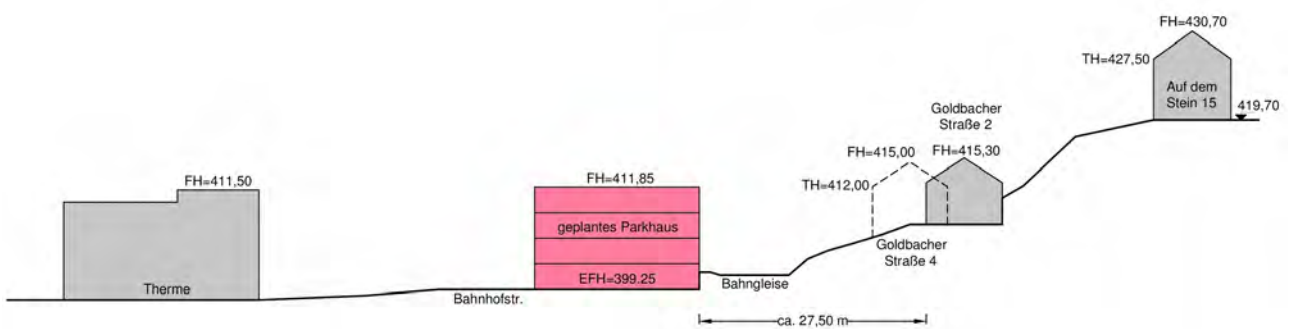 FH=430,70
TH=427,50
Auf dem
Stein 15
419,70
Goldbacher
Straße 2
FH=415,00
FH=415,30
TH=412,00
FH=411,50
FH=411,85
geplantes Parkhaus
Goldbacher
Straße 4
EFH=399.25
Therme
Bahnhofstr.
Bahngleise
ca. 27,50 m